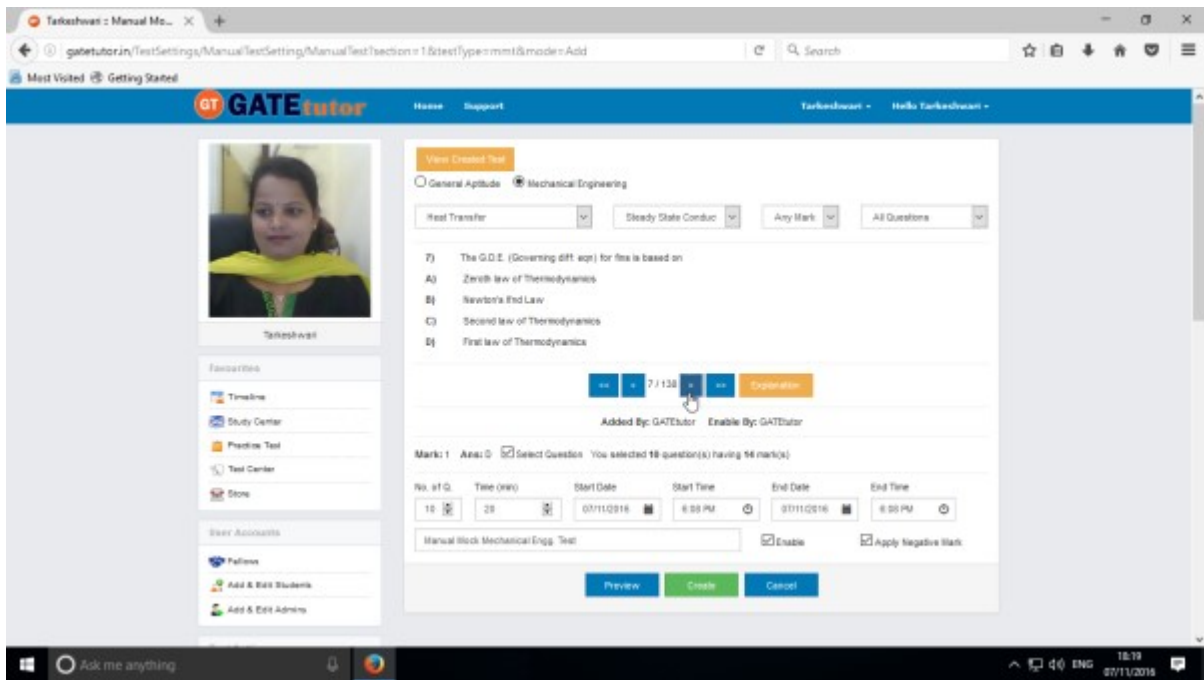 Tarkeshwari :: Manual Mo...
gatetutor.in/TestSettings/ManualTestSetting/ManualTest?section=1&testType=mmt&mode=Add
Search
Most Visited Getting Started
GT GATEtutor Home Support Tarkeshwari Hello Tarkeshwari
View Created Test
General Aptitude Mechanical Engineering
Heat Transfer Steady State Conduc Any Mark All Questions
7) The G.D.E. (Governing diff. eqn) for fins is based on
A) Zeroth law of Thermodynamics
B) Newton's IInd Law
C) Second law of Thermodynamics
D) First law of Thermodynamics
<< < 7 / 138 > >> Explanation
Added By: GATEtutor Enable By: GATEtutor
Mark: 1 Ans: D Select Question You selected 10 question(s) having 14 mark(s)
No. of Q. Time (min) Start Date Start Time End Date End Time
10 20 07/11/2016 6:08 PM 07/11/2016 6:08 PM
Manual Mock Mechanical Engg. Test Enable Apply Negative Mark
Preview Create Cancel
Tarkeshwari
Favourites
Timeline
Study Center
Practice Test
Test Center
Store
User Accounts
Fellows
Add & Edit Students
Add & Edit Admins
Ask me anything
ENG
18:19
07/11/2016